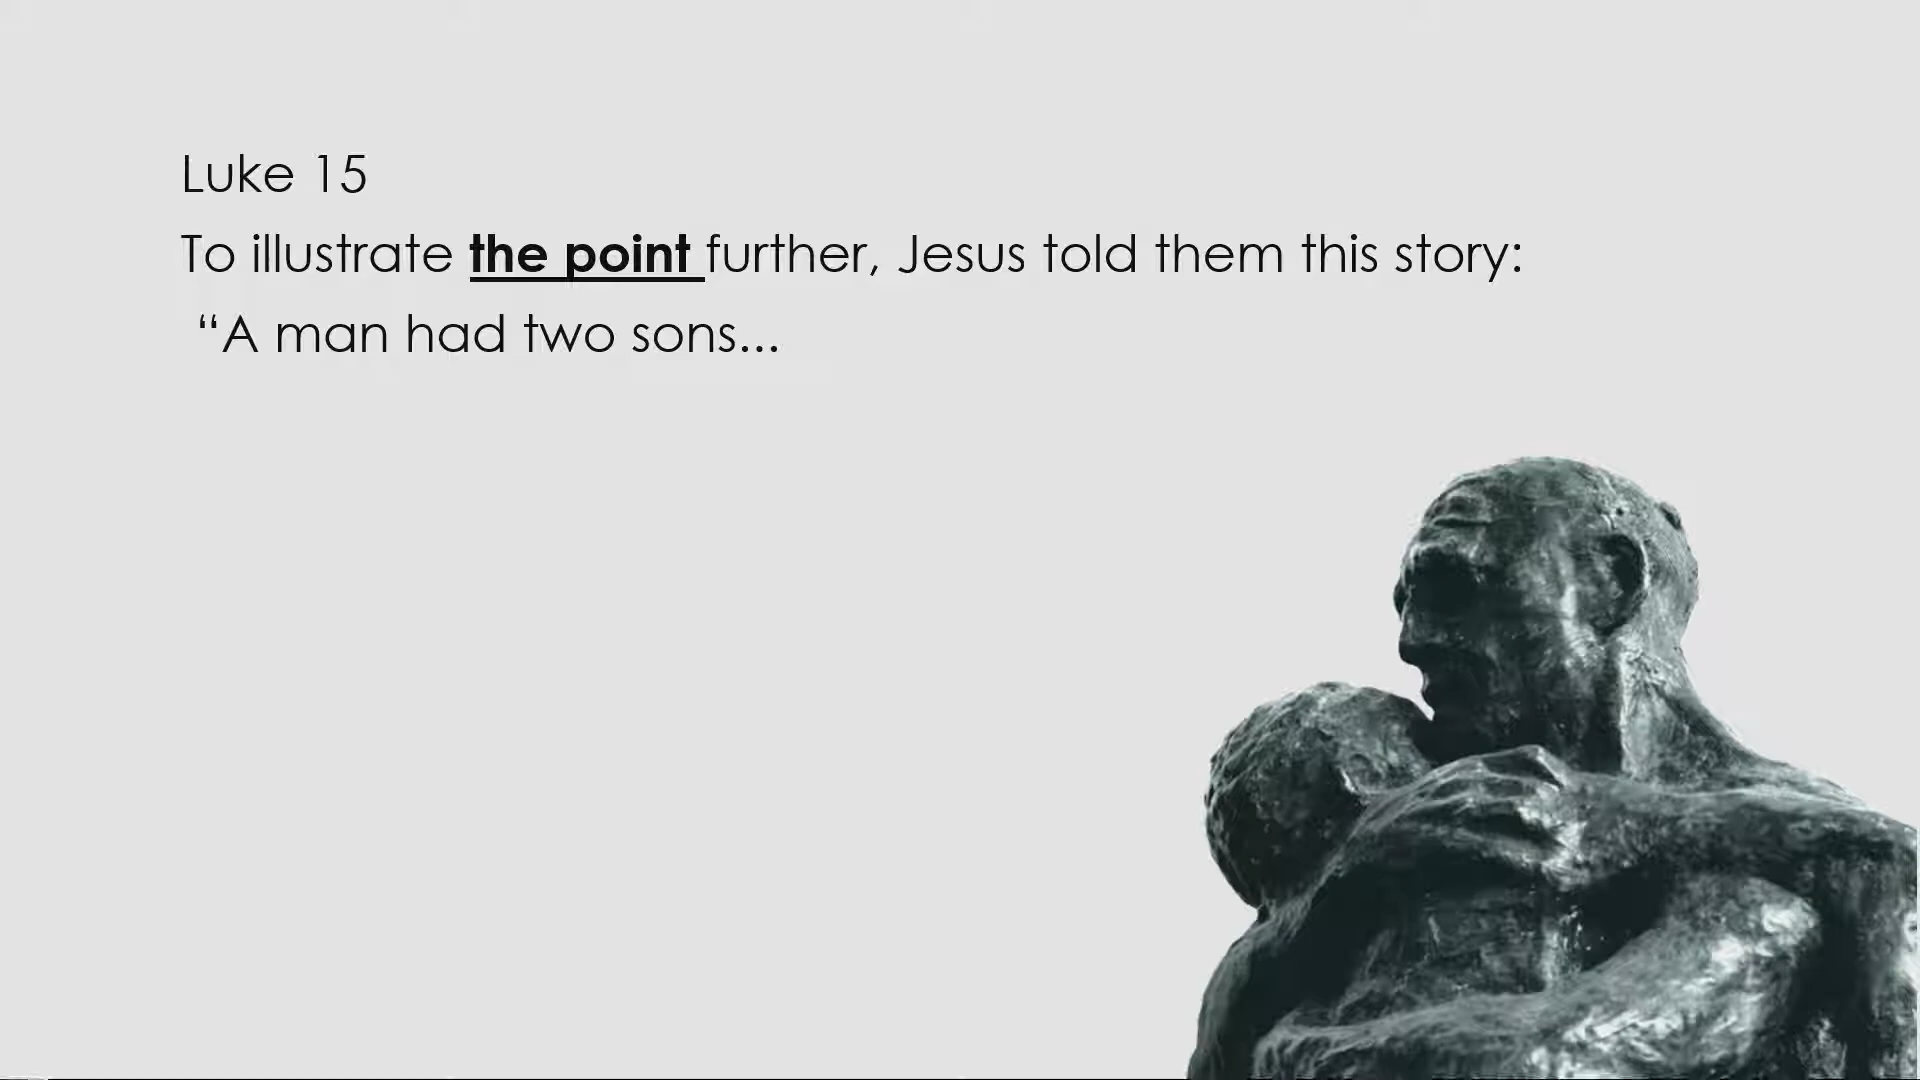 Luke 15
To illustrate the point further, Jesus told them this story:
“A man had two sons...